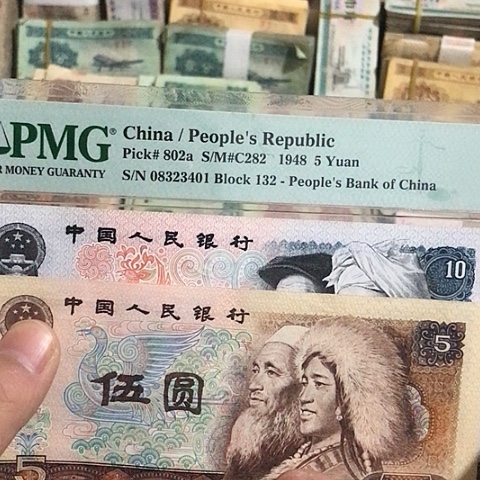 PMG® China / People's Republic
Pick# 802a S/M#C282 1948 5 Yuan
R MONEY GUARANTY S/N 08323401 Block 132 - People's Bank of China
中国人民银行
10
中国人民银行
5
伍圆
5